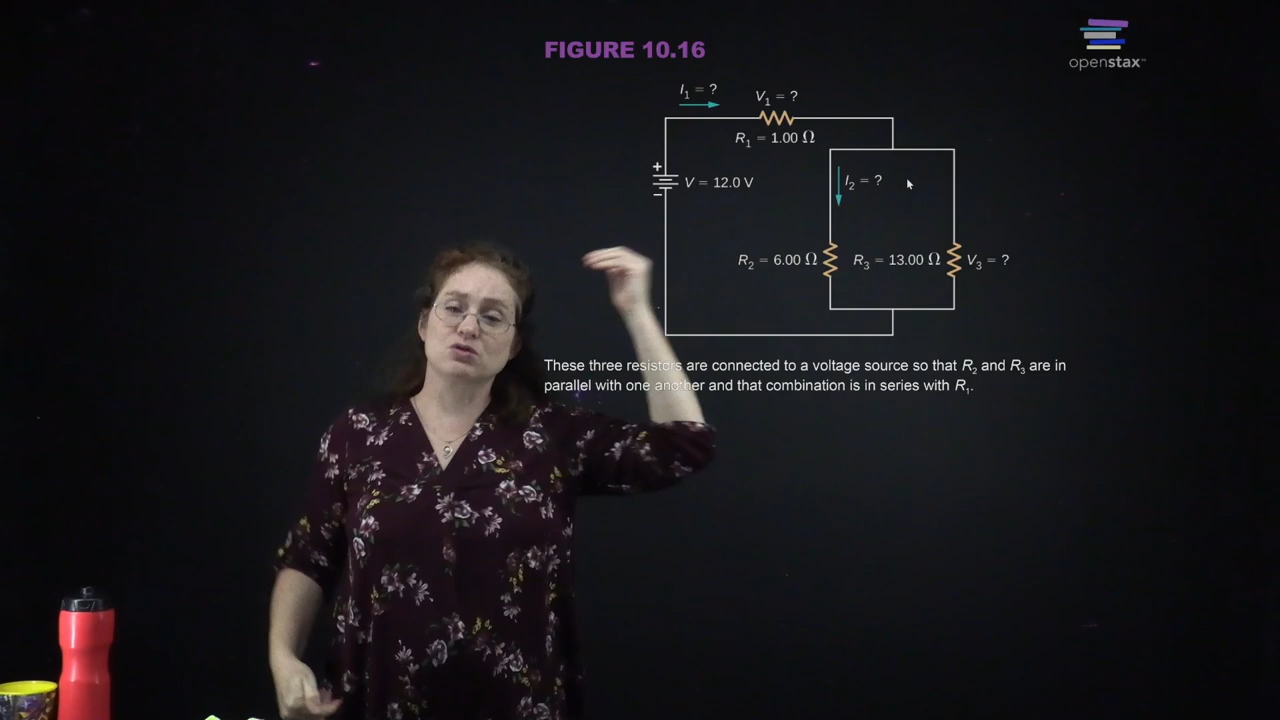 FIGURE 10.16
openstax™
I₁ = ?
V₁ = ?
R₁ = 1.00 Ω
+
V = 12.0 V
−
I₂ = ?
R₂ = 6.00 Ω
R₃ = 13.00 Ω
V₃ = ?
These three resistors are connected to a voltage source so that R₂ and R₃ are in
parallel with one another and that combination is in series with R₁.